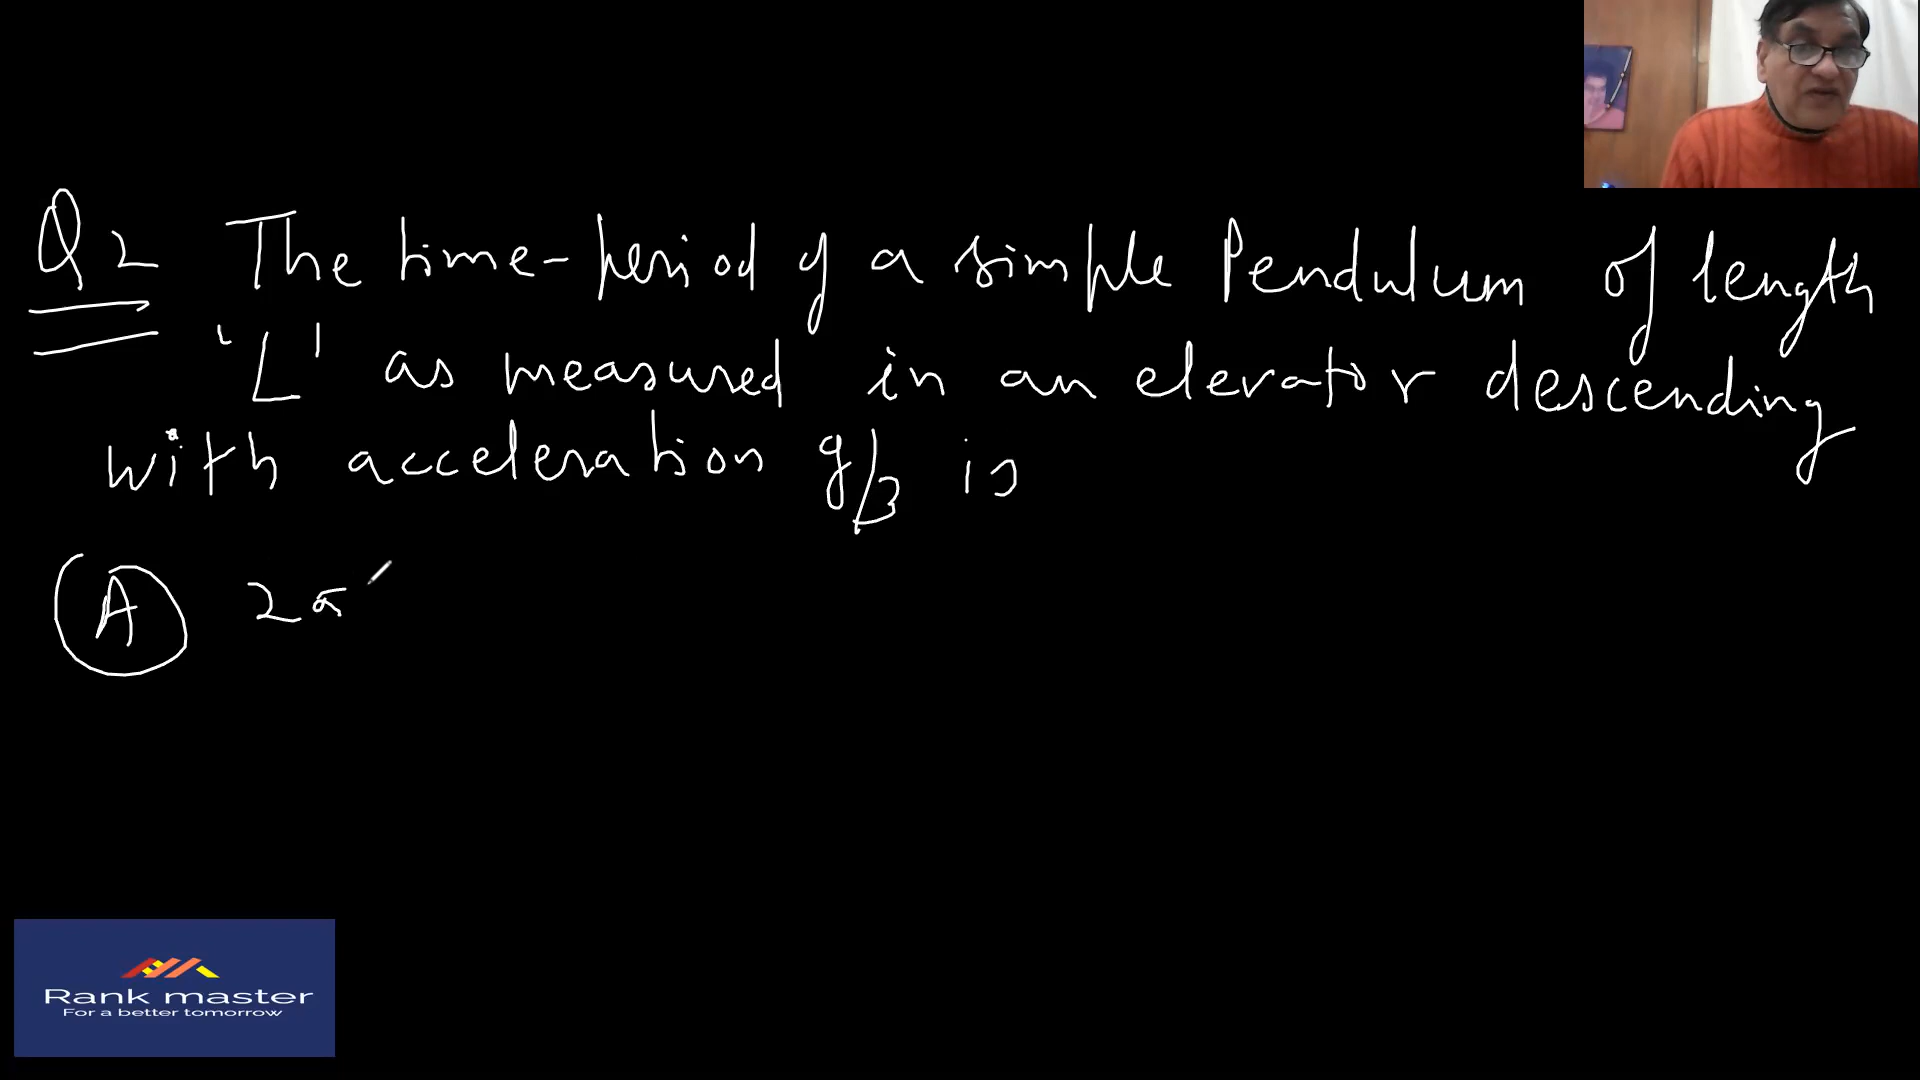 Q2 The time-period of a simple Pendulum of length
'L' as measured in an elevator descending
with acceleration g/3 is
(A) 2π
Rank master
For a better tomorrow